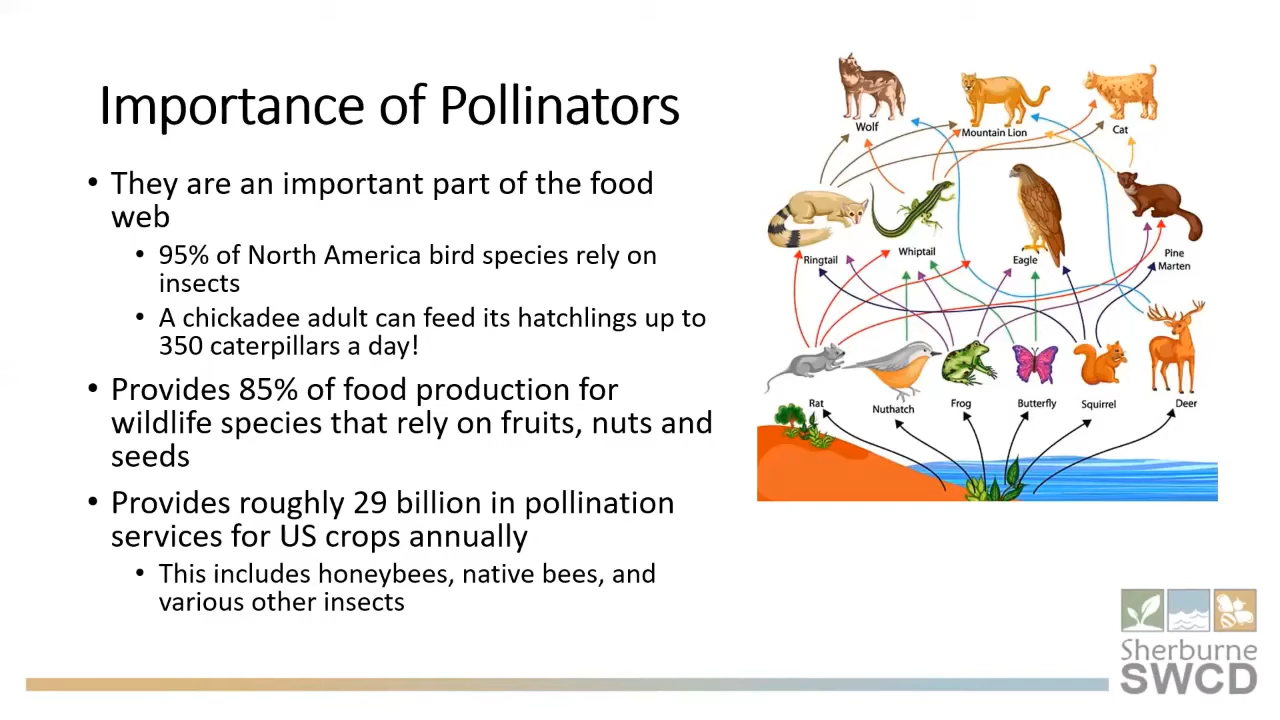 Importance of Pollinators
• They are an important part of the food
web
• 95% of North America bird species rely on
insects
• A chickadee adult can feed its hatchlings up to
350 caterpillars a day!
• Provides 85% of food production for
wildlife species that rely on fruits, nuts and
seeds
• Provides roughly 29 billion in pollination
services for US crops annually
• This includes honeybees, native bees, and
various other insects
Wolf
Mountain Lion
Cat
Ringtail
Whiptail
Eagle
Pine
Marten
Rat
Nuthatch
Frog
Butterfly
Squirrel
Deer
Sherburne
SWCD